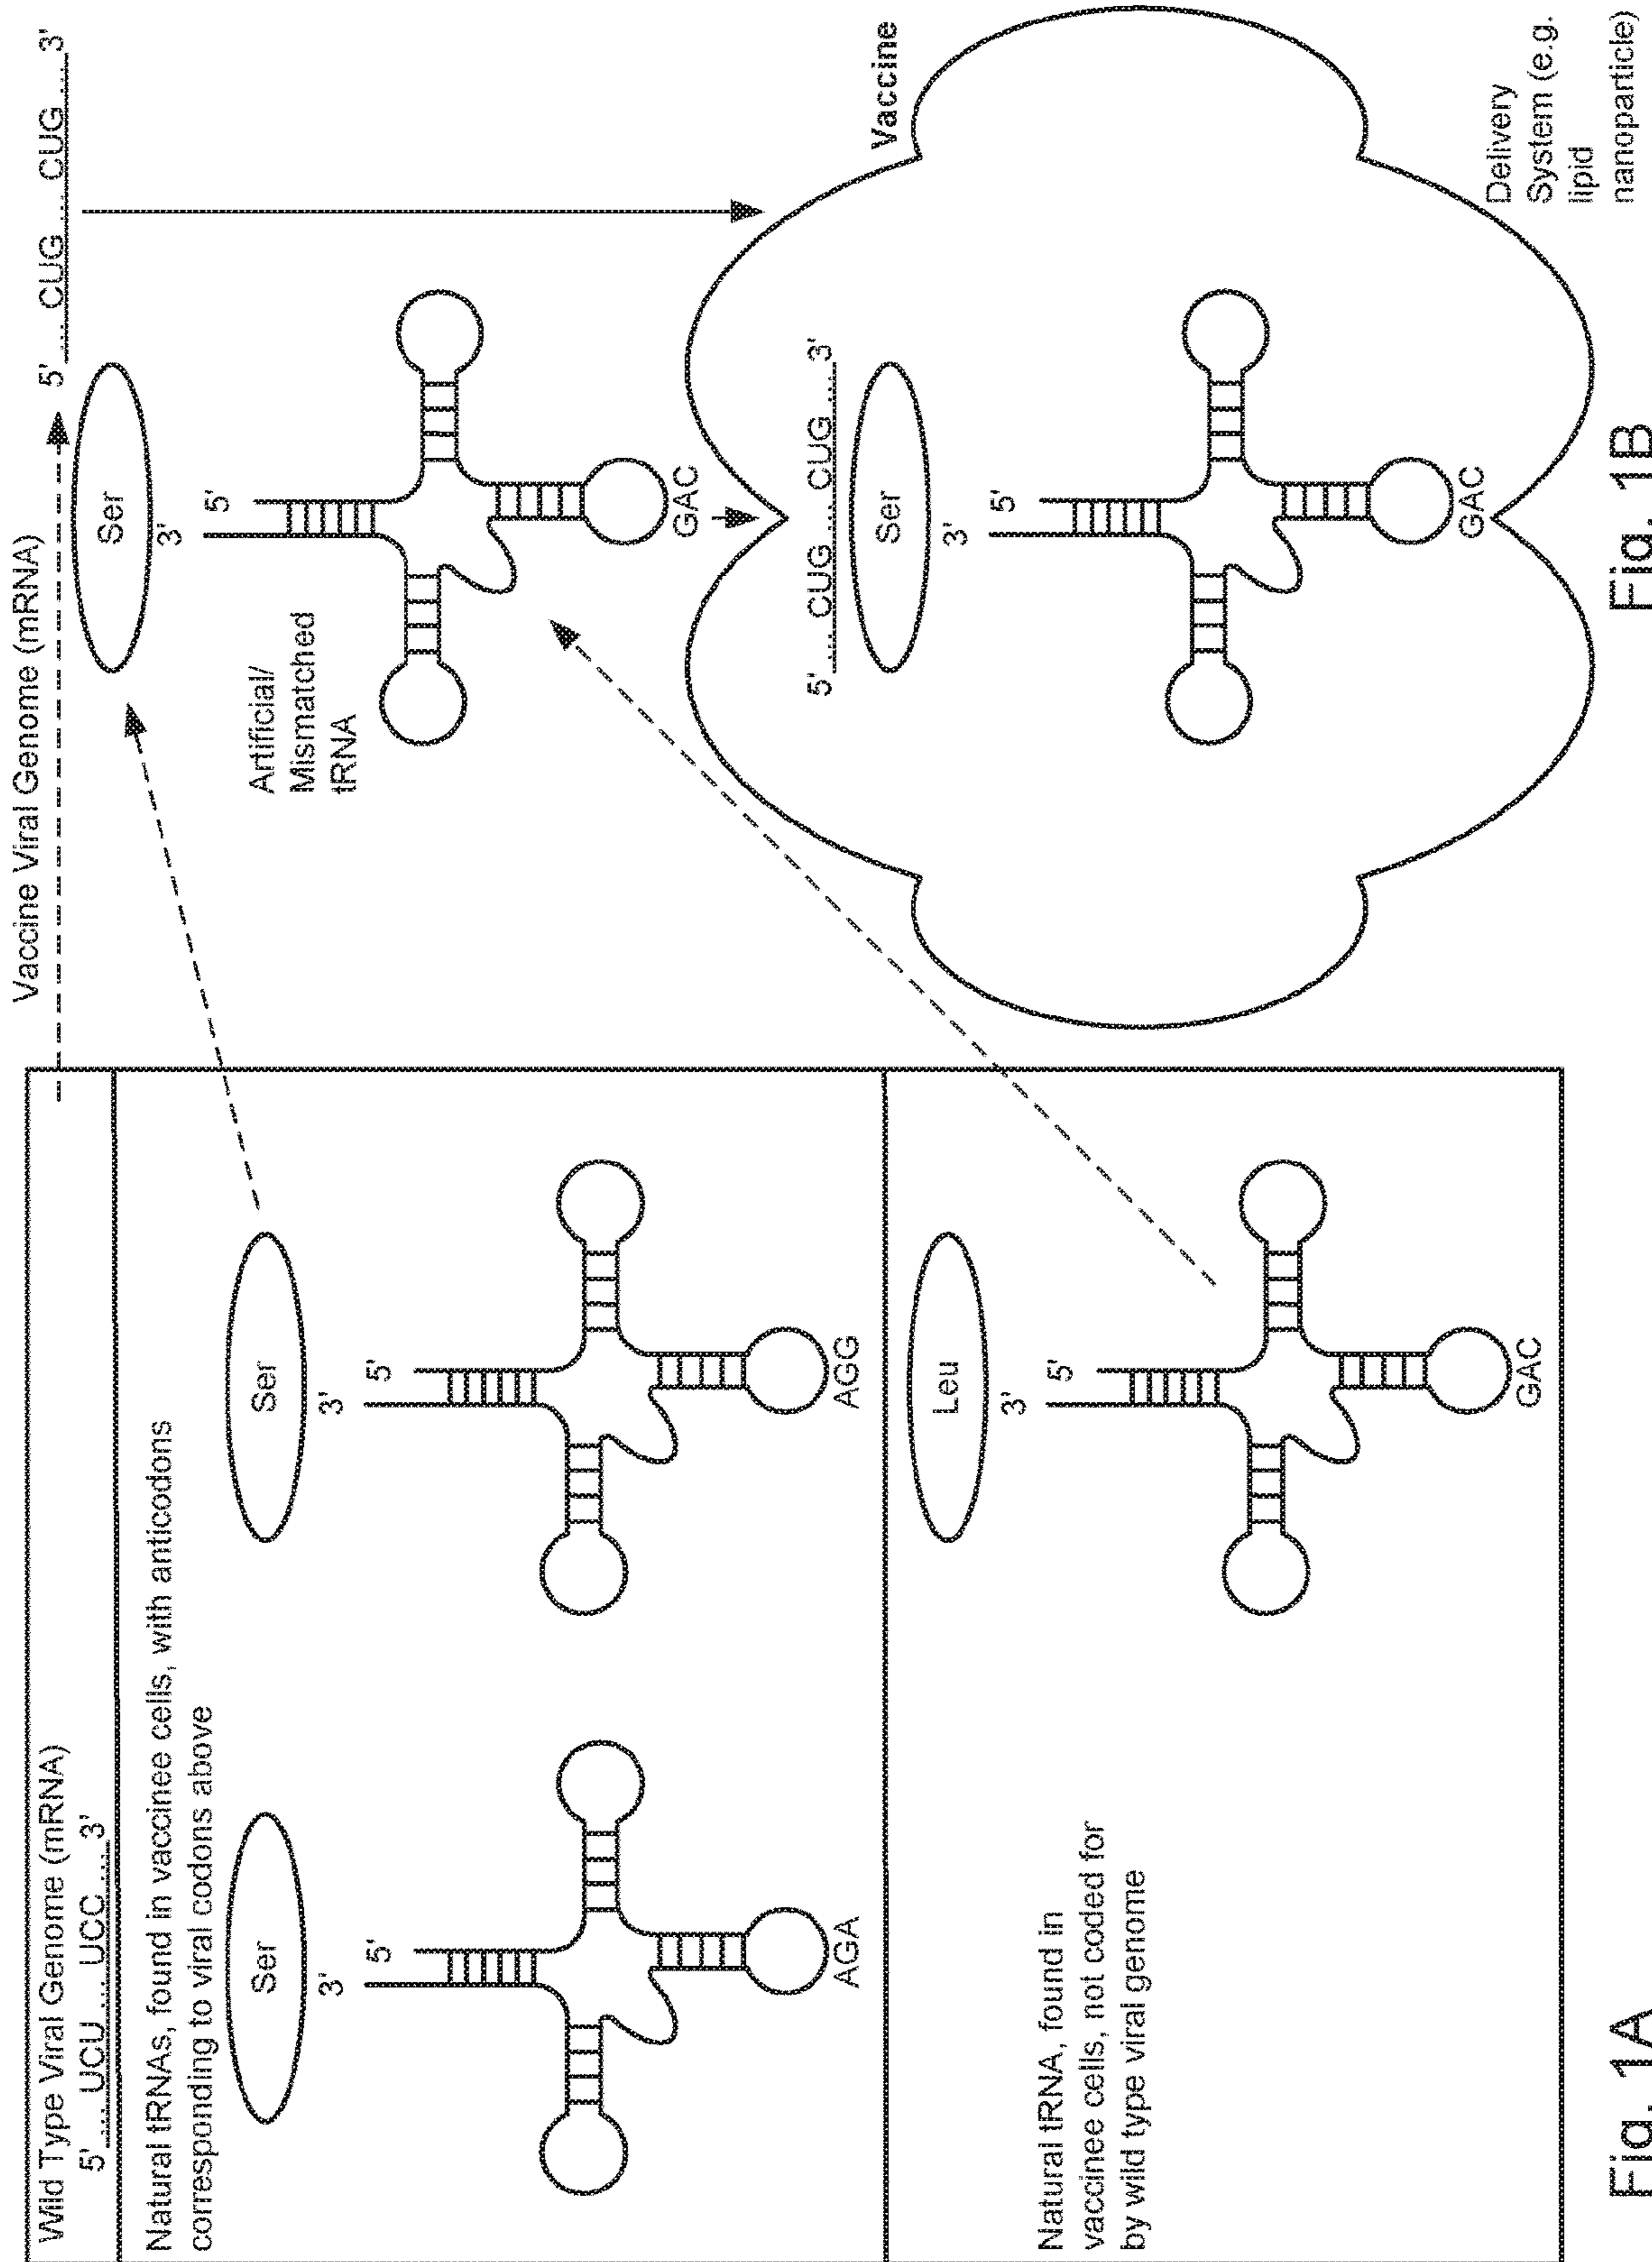 Wild Type Viral Genome (mRNA)
5' .... UCU ... UCC ... 3'
Natural tRNAs, found in vaccinee cells, with anticodons
corresponding to viral codons above
Ser
3'
5'
AGA
Ser
3'
5'
AGG
Natural tRNA, found in
vaccinee cells, not coded for
by wild type viral genome
Leu
3'
5'
GAC
Fig. 1A
Vaccine Viral Genome (mRNA)
5' .... CUG ... CUG ... 3'
Ser
3'
5'
Artificial/
Mismatched
tRNA
GAC
Vaccine
5' ... CUG ... CUG ... 3'
Ser
3'
5'
GAC
Delivery
System (e.g.
lipid
nanoparticle)
Fig. 1B